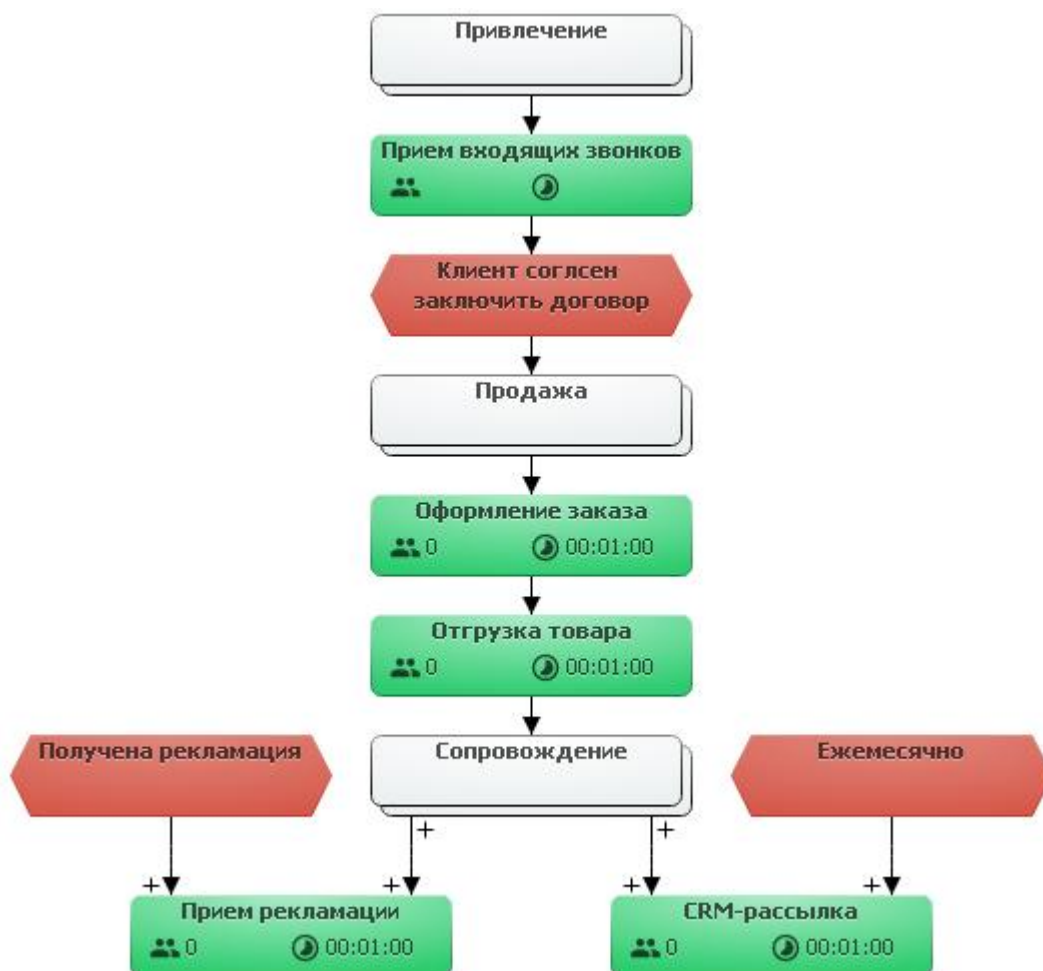 Привлечение
Прием входящих звонков
Клиент соглсен
заключить договор
Продажа
Оформление заказа
0 00:01:00
Отгрузка товара
0 00:01:00
Получена рекламация
Сопровождение
Ежемесячно
+ +
+ + + +
Прием рекламации
0 00:01:00
CRM-рассылка
0 00:01:00